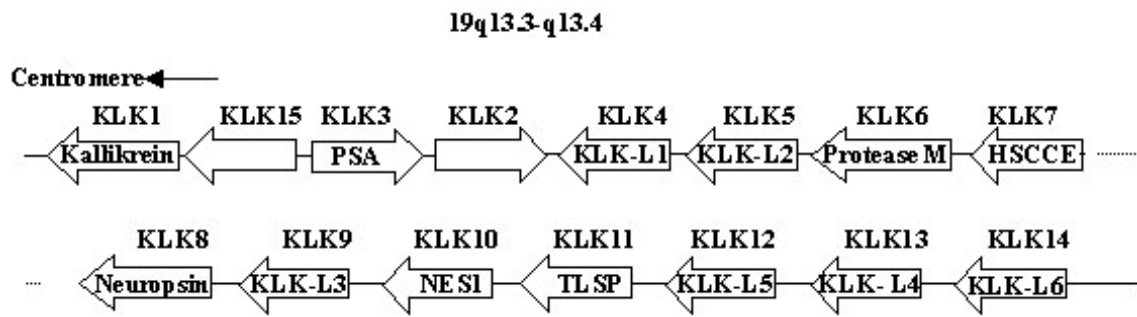 19q13.3-q13.4
Centromere
KLK1 KLK15 KLK3 KLK2 KLK4 KLK5 KLK6 KLK7
Kallikrein PSA KLK-L1 KLK-L2 Protease M HSCCE
KLK8 KLK9 KLK10 KLK11 KLK12 KLK13 KLK14
Neuropsin KLK-L3 NES1 TLSP KLK-L5 KLK- L4 KLK-L6